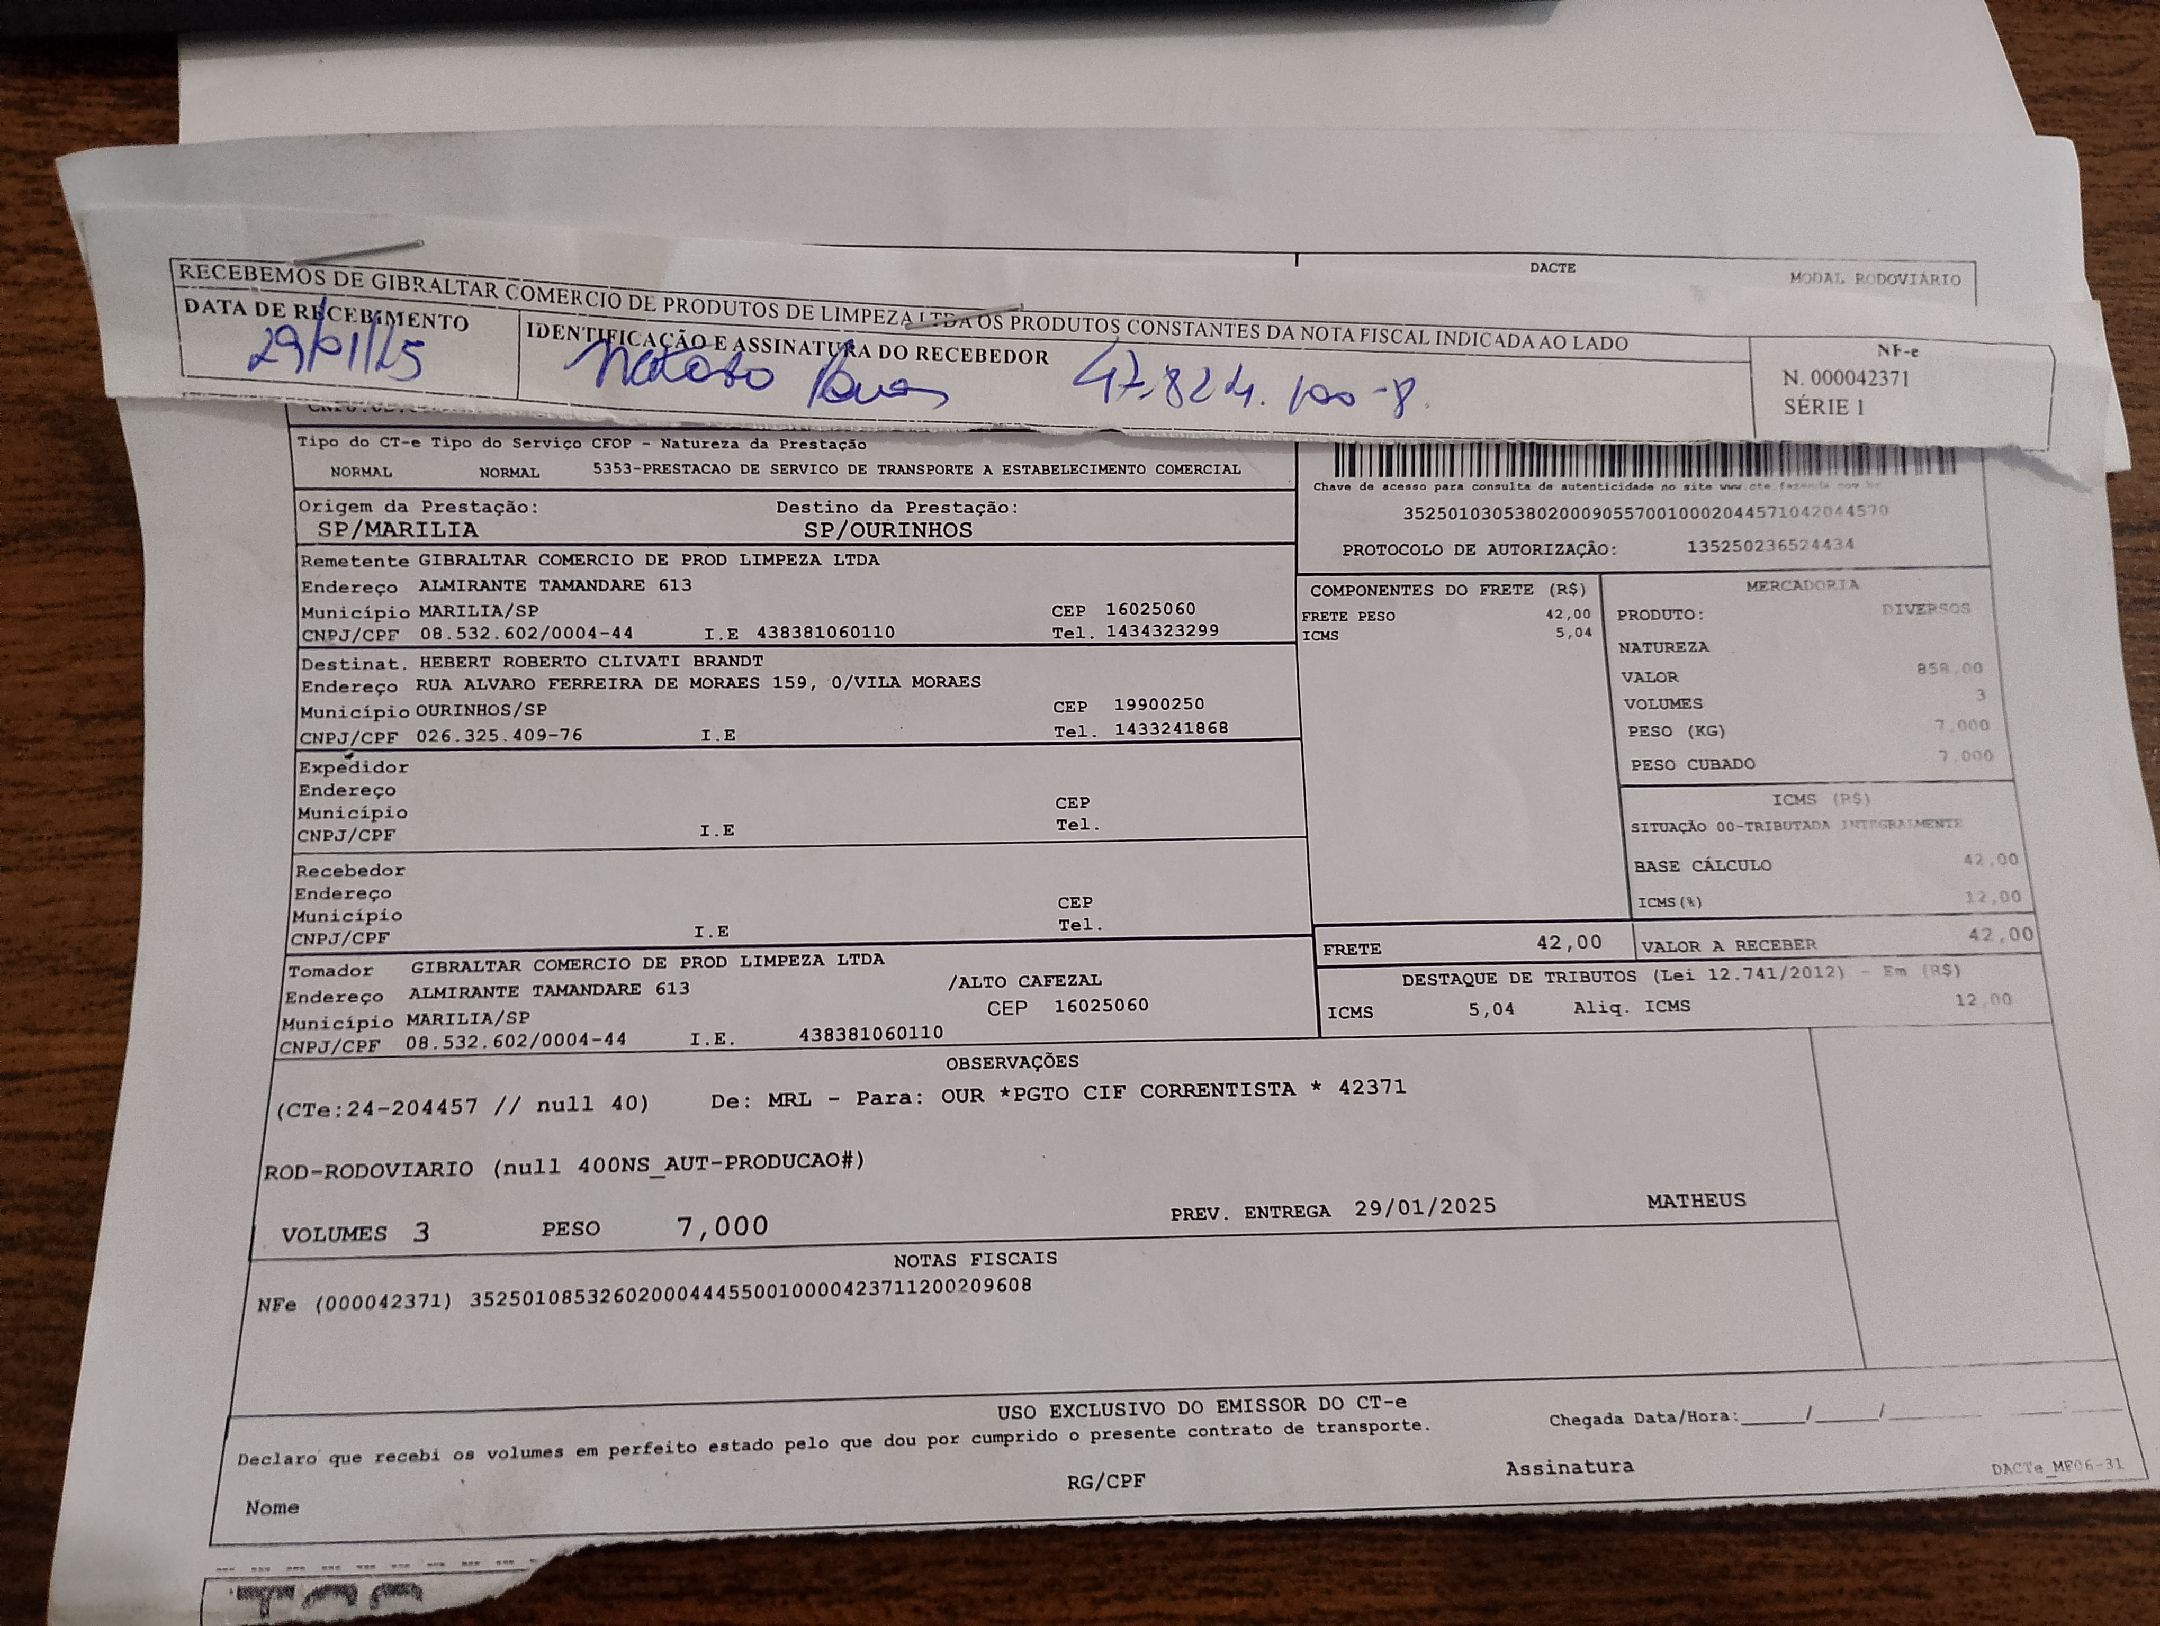 DACTE
MODAL RODOVIÁRIO
RECEBEMOS DE GIBRALTAR COMERCIO DE PRODUTOS DE LIMPEZA LTDA OS PRODUTOS CONSTANTES DA NOTA FISCAL INDICADA AO LADO
DATA DE RECEBIMENTO
29/01/25
IDENTIFICAÇÃO E ASSINATURA DO RECEBEDOR
47.824.100-8
NF-e
N. 000042371
SÉRIE 1
Tipo do CT-e Tipo do Serviço CFOP - Natureza da Prestação
NORMAL NORMAL 5353-PRESTACAO DE SERVICO DE TRANSPORTE A ESTABELECIMENTO COMERCIAL
Origem da Prestação: Destino da Prestação:
SP/MARILIA SP/OURINHOS
Remetente GIBRALTAR COMERCIO DE PROD LIMPEZA LTDA
Endereço ALMIRANTE TAMANDARE 613
Município MARILIA/SP CEP 16025060
CNPJ/CPF 08.532.602/0004-44 I.E 438381060110 Tel. 1434323299
Destinat. HEBERT ROBERTO CLIVATI BRANDT
Endereço RUA ALVARO FERREIRA DE MORAES 159, 0/VILA MORAES
Município OURINHOS/SP CEP 19900250
CNPJ/CPF 026.325.409-76 I.E Tel. 1433241868
Expedidor
Endereço
Município CEP
CNPJ/CPF I.E Tel.
Recebedor
Endereço
Município CEP
CNPJ/CPF I.E Tel.
Tomador GIBRALTAR COMERCIO DE PROD LIMPEZA LTDA
Endereço ALMIRANTE TAMANDARE 613 /ALTO CAFEZAL
Município MARILIA/SP CEP 16025060
CNPJ/CPF 08.532.602/0004-44 I.E. 438381060110
Chave de acesso para consulta de autenticidade no site www.cte.fazenda.gov.br
35250103053802000905570010002044571042044570
PROTOCOLO DE AUTORIZAÇÃO: 135250236524434
COMPONENTES DO FRETE (R$)
FRETE PESO 42,00
ICMS 5,04
MERCADORIA
PRODUTO: DIVERSOS
NATUREZA
VALOR 858,00
VOLUMES 3
PESO (KG) 7,000
PESO CUBADO 7,000
ICMS (R$)
SITUAÇÃO 00-TRIBUTADA INTEGRALMENTE
BASE CÁLCULO 42,00
ICMS(%) 12,00
FRETE 42,00 VALOR A RECEBER 42,00
DESTAQUE DE TRIBUTOS (Lei 12.741/2012) - Em (R$)
ICMS 5,04 Aliq. ICMS 12,00
OBSERVAÇÕES
(CTe:24-204457 // null 40) De: MRL - Para: OUR *PGTO CIF CORRENTISTA * 42371
ROD-RODOVIARIO (null 400NS_AUT-PRODUCAO#)
VOLUMES 3 PESO 7,000 PREV. ENTREGA 29/01/2025 MATHEUS
NOTAS FISCAIS
NFe (000042371) 35250108532602000444550010000423711200209608
USO EXCLUSIVO DO EMISSOR DO CT-e
Declaro que recebi os volumes em perfeito estado pelo que dou por cumprido o presente contrato de transporte.
Chegada Data/Hora:____/____/____ ____:____
Nome RG/CPF Assinatura
DACTe_MF06-31